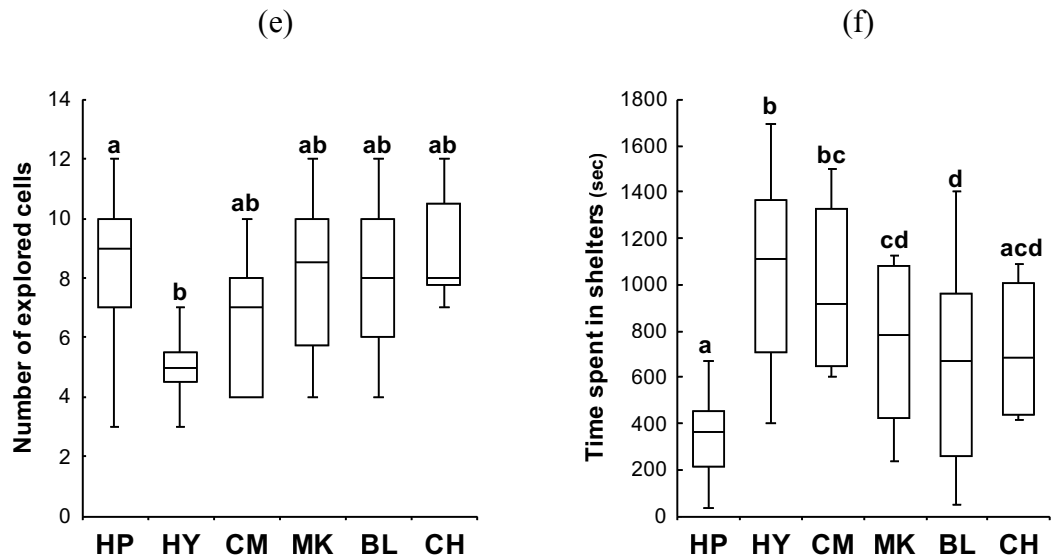 (e)
Number of explored cells
14
12
10
8
6
4
2
0
a
b
ab
ab
ab
ab
HP HY CM MK BL CH
(f)
Time spent in shelters (sec)
1800
1600
1400
1200
1000
800
600
400
200
0
a
b
bc
cd
d
acd
HP HY CM MK BL CH